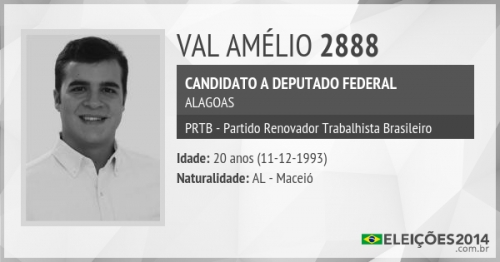 VAL AMÉLIO 2888
CANDIDATO A DEPUTADO FEDERAL
ALAGOAS
PRTB - Partido Renovador Trabalhista Brasileiro
Idade: 20 anos (11-12-1993)
Naturalidade: AL - Maceió
ELEIÇÕES2014
.com.br